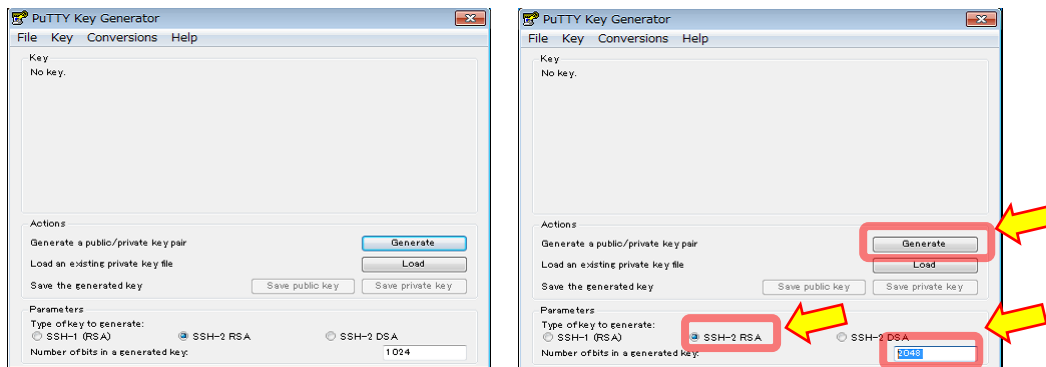 PuTTY Key Generator
File Key Conversions Help
Key
No key.
Actions
Generate a public/private key pair
Generate
Load an existing private key file
Load
Save the generated key
Save public key
Save private key
Parameters
Type of key to generate:
SSH-1 (RSA)
SSH-2 RSA
SSH-2 DSA
Number of bits in a generated key:
1024
PuTTY Key Generator
File Key Conversions Help
Key
No key.
Actions
Generate a public/private key pair
Generate
Load an existing private key file
Load
Save the generated key
Save public key
Save private key
Parameters
Type of key to generate:
SSH-1 (RSA)
SSH-2 RSA
SSH-2 DSA
Number of bits in a generated key:
2048